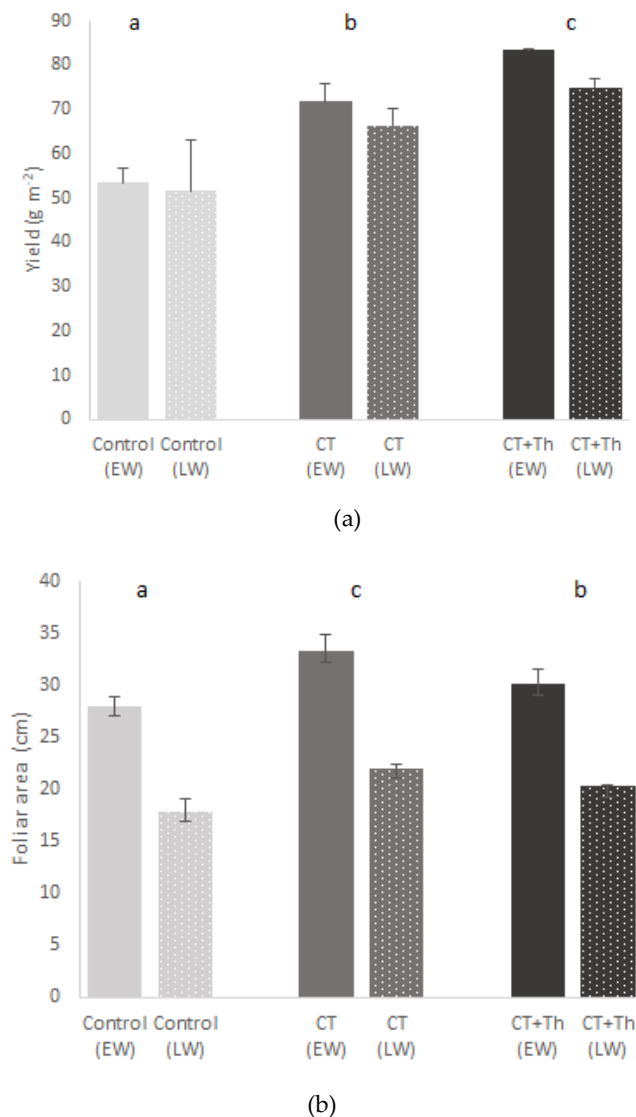 90
80
70
60
50
40
30
20
10
0
Yield (g m⁻²)
a b c
Control Control CT CT CT+Th CT+Th
(EW) (LW) (EW) (LW) (EW) (LW)
(a)
40
35
30
25
20
15
10
5
0
Foliar area (cm)
a c b
Control Control CT CT CT+Th CT+Th
(EW) (LW) (EW) (LW) (EW) (LW)
(b)